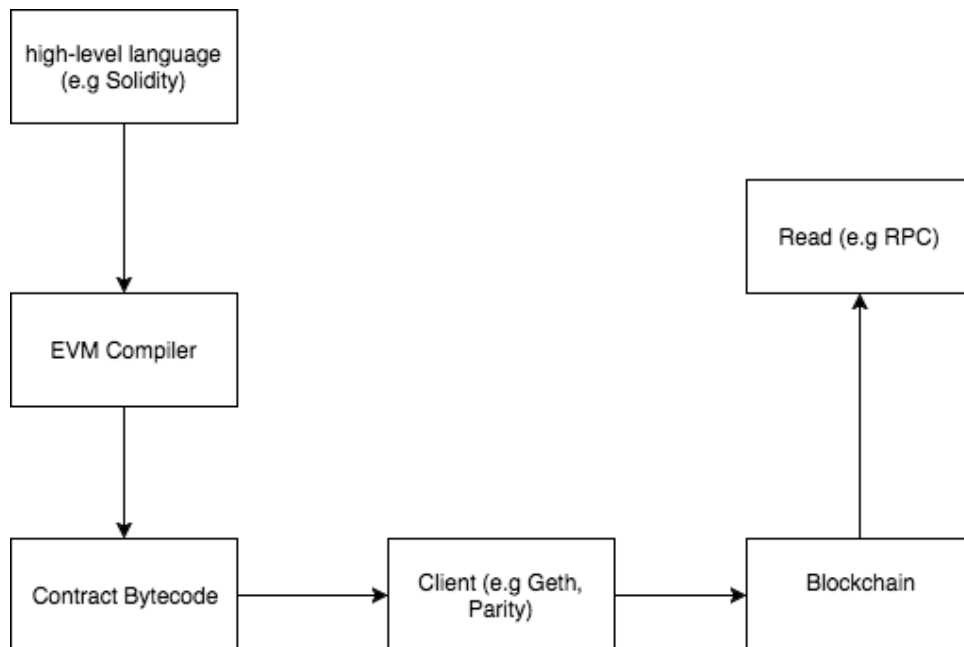 high-level language
(e.g Solidity)
Read (e.g RPC)
EVM Compiler
Contract Bytecode
Client (e.g Geth,
Parity)
Blockchain